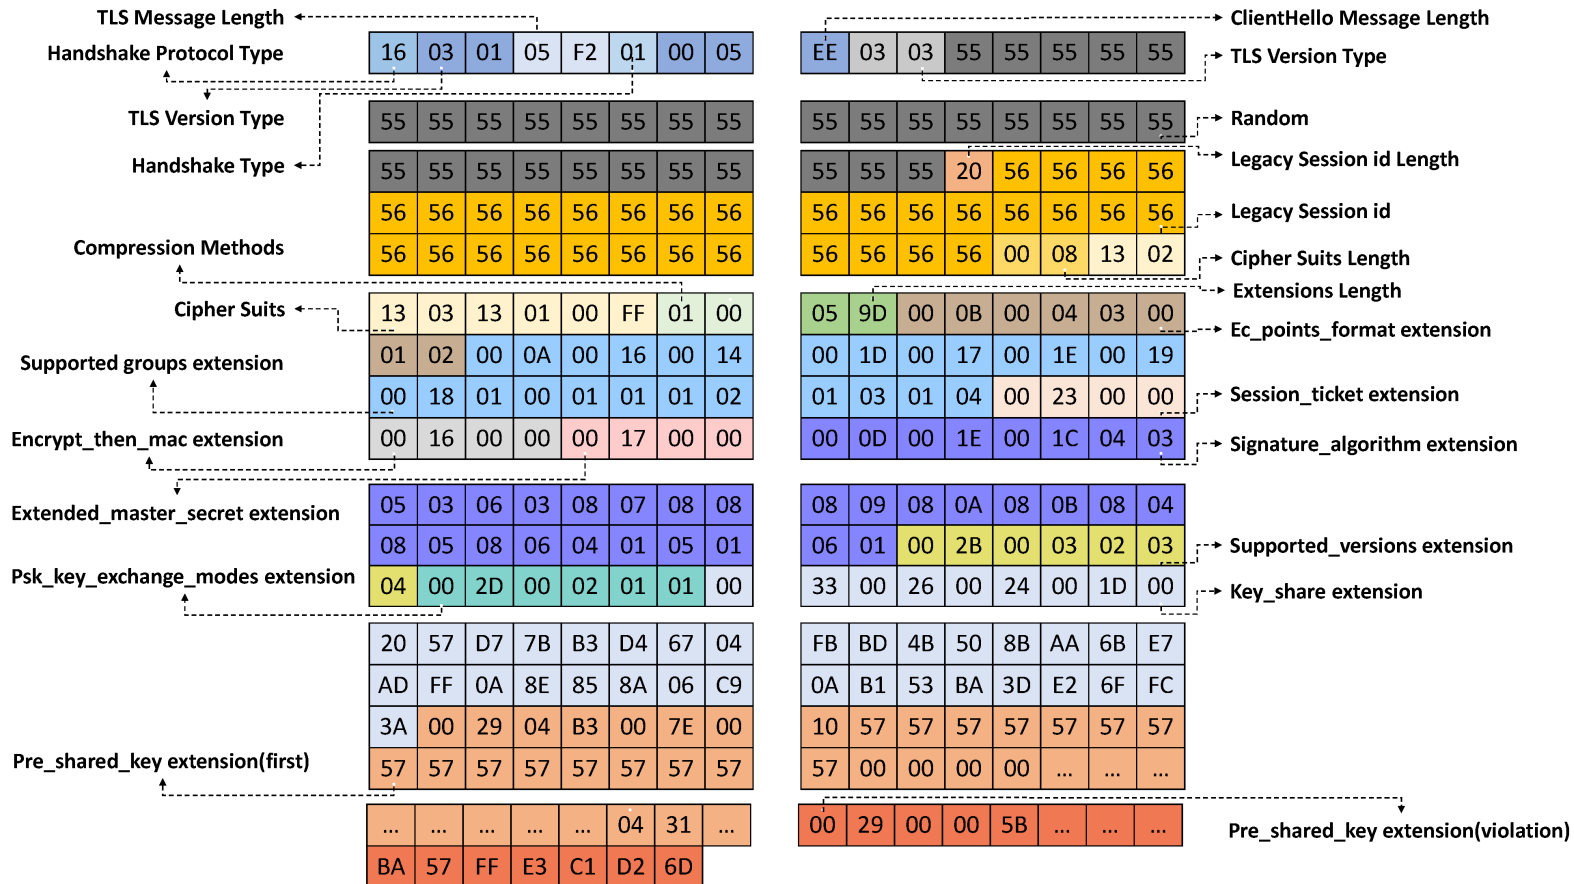 TLS Message Length
ClientHello Message Length
Handshake Protocol Type
16 03 01 05 F2 01 00 05
EE 03 03 55 55 55 55 55
TLS Version Type
TLS Version Type
55 55 55 55 55 55 55 55
55 55 55 55 55 55 55 55
Random
Handshake Type
55 55 55 55 55 55 55 55
55 55 55 20 56 56 56 56
Legacy Session id Length
56 56 56 56 56 56 56 56
56 56 56 56 56 56 56 56
Legacy Session id
Compression Methods
56 56 56 56 56 56 56 56
56 56 56 56 00 08 13 02
Cipher Suits Length
Extensions Length
Cipher Suits
13 03 13 01 00 FF 01 00
05 9D 00 0B 00 04 03 00
Ec_points_format extension
Supported groups extension
01 02 00 0A 00 16 00 14
00 1D 00 17 00 1E 00 19
00 18 01 00 01 01 01 02
01 03 01 04 00 23 00 00
Session_ticket extension
Encrypt_then_mac extension
00 16 00 00 00 17 00 00
00 0D 00 1E 00 1C 04 03
Signature_algorithm extension
Extended_master_secret extension
05 03 06 03 08 07 08 08
08 09 08 0A 08 0B 08 04
08 05 08 06 04 01 05 01
06 01 00 2B 00 03 02 03
Supported_versions extension
Psk_key_exchange_modes extension
04 00 2D 00 02 01 01 00
33 00 26 00 24 00 1D 00
Key_share extension
20 57 D7 7B B3 D4 67 04
FB BD 4B 50 8B AA 6B E7
AD FF 0A 8E 85 8A 06 C9
0A B1 53 BA 3D E2 6F FC
3A 00 29 04 B3 00 7E 00
10 57 57 57 57 57 57 57
Pre_shared_key extension(first)
57 57 57 57 57 57 57 57
57 00 00 00 00 ... ... ...
... ... ... ... ... 04 31 ...
00 29 00 00 5B ... ... ...
Pre_shared_key extension(violation)
BA 57 FF E3 C1 D2 6D